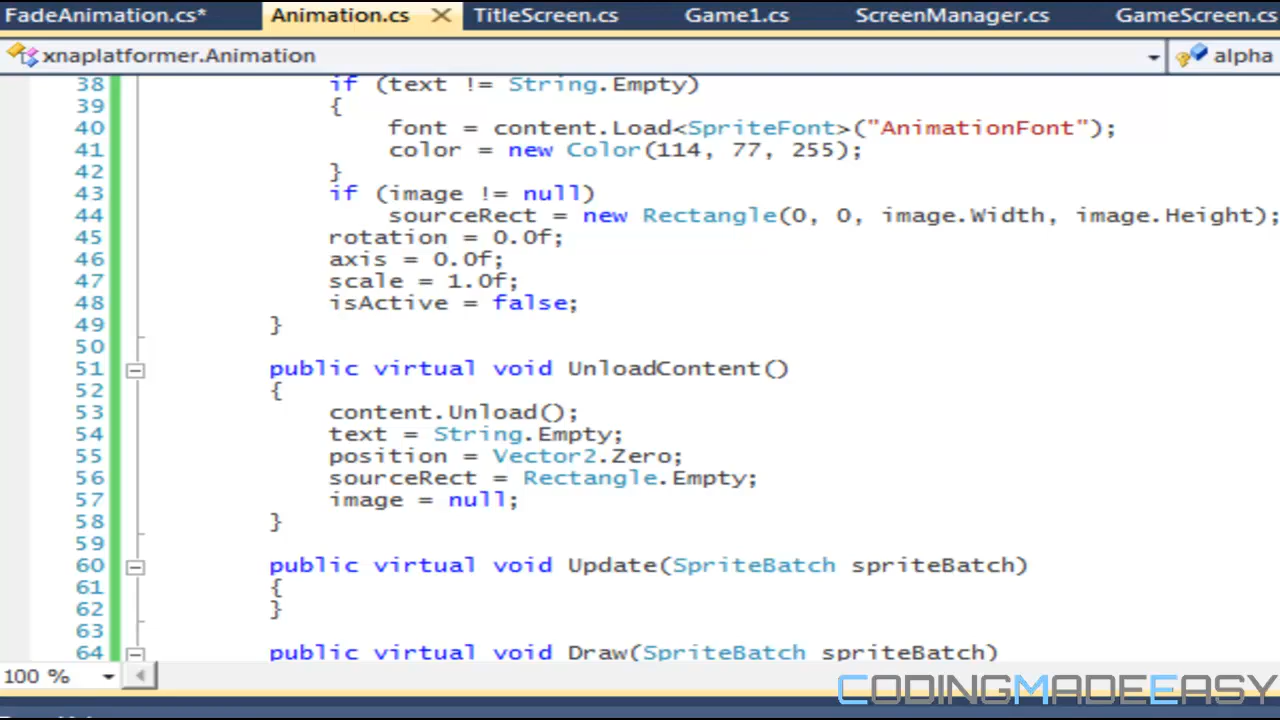 FadeAnimation.cs* Animation.cs TitleScreen.cs Game1.cs ScreenManager.cs GameScreen.cs
xnaplatformer.Animation alpha
38 if (text != String.Empty)
39 {
40 font = content.Load<SpriteFont>("AnimationFont");
41 color = new Color(114, 77, 255);
42 }
43 if (image != null)
44 sourceRect = new Rectangle(0, 0, image.Width, image.Height);
45 rotation = 0.0f;
46 axis = 0.0f;
47 scale = 1.0f;
48 isActive = false;
49 }
50
51 public virtual void UnloadContent()
52 {
53 content.Unload();
54 text = String.Empty;
55 position = Vector2.Zero;
56 sourceRect = Rectangle.Empty;
57 image = null;
58 }
59
60 public virtual void Update(SpriteBatch spriteBatch)
61 {
62 }
63
64 public virtual void Draw(SpriteBatch spriteBatch)
100 %
CODINGMADEEASY